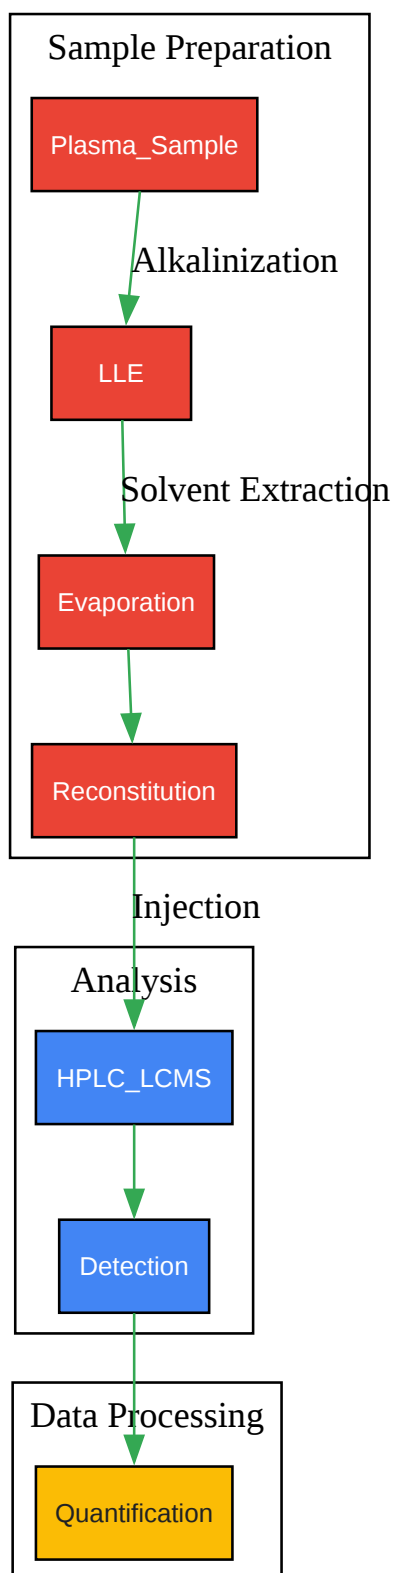 Sample Preparation
Plasma_Sample
Alkalinization
LLE
Solvent Extraction
Evaporation
Reconstitution
Injection
Analysis
HPLC_LCMS
Detection
Data Processing
Quantification